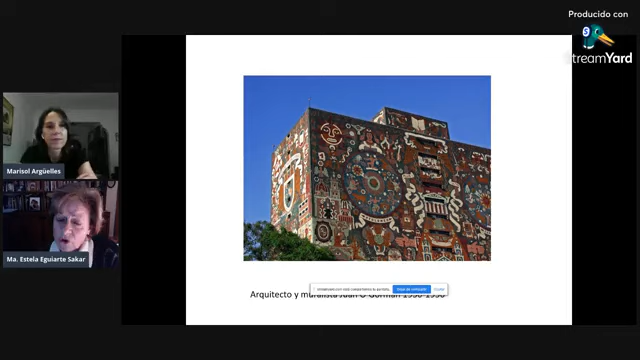 Producido con
StreamYard
Marisol Argüelles
Ma. Estela Eguiarte Sakar
Arquitecto y muralista Juan O'Gorman 1950-1956